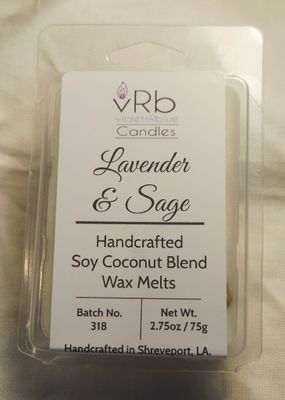 vRb
violetsRblue
Candles
Lavender
& Sage
Handcrafted
Soy Coconut Blend
Wax Melts
Batch No.
318
Net Wt.
2.75oz / 75g
Handcrafted in Shreveport, LA.